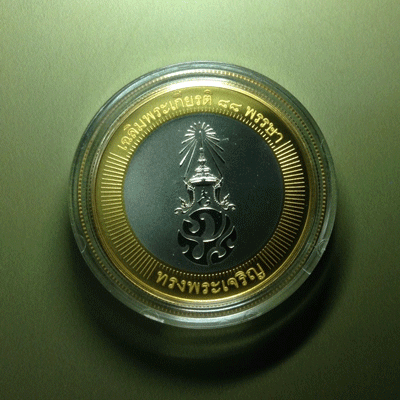 เฉลิมพระเกียรติ ๘๘ พรรษา
ทรงพระเจริญ